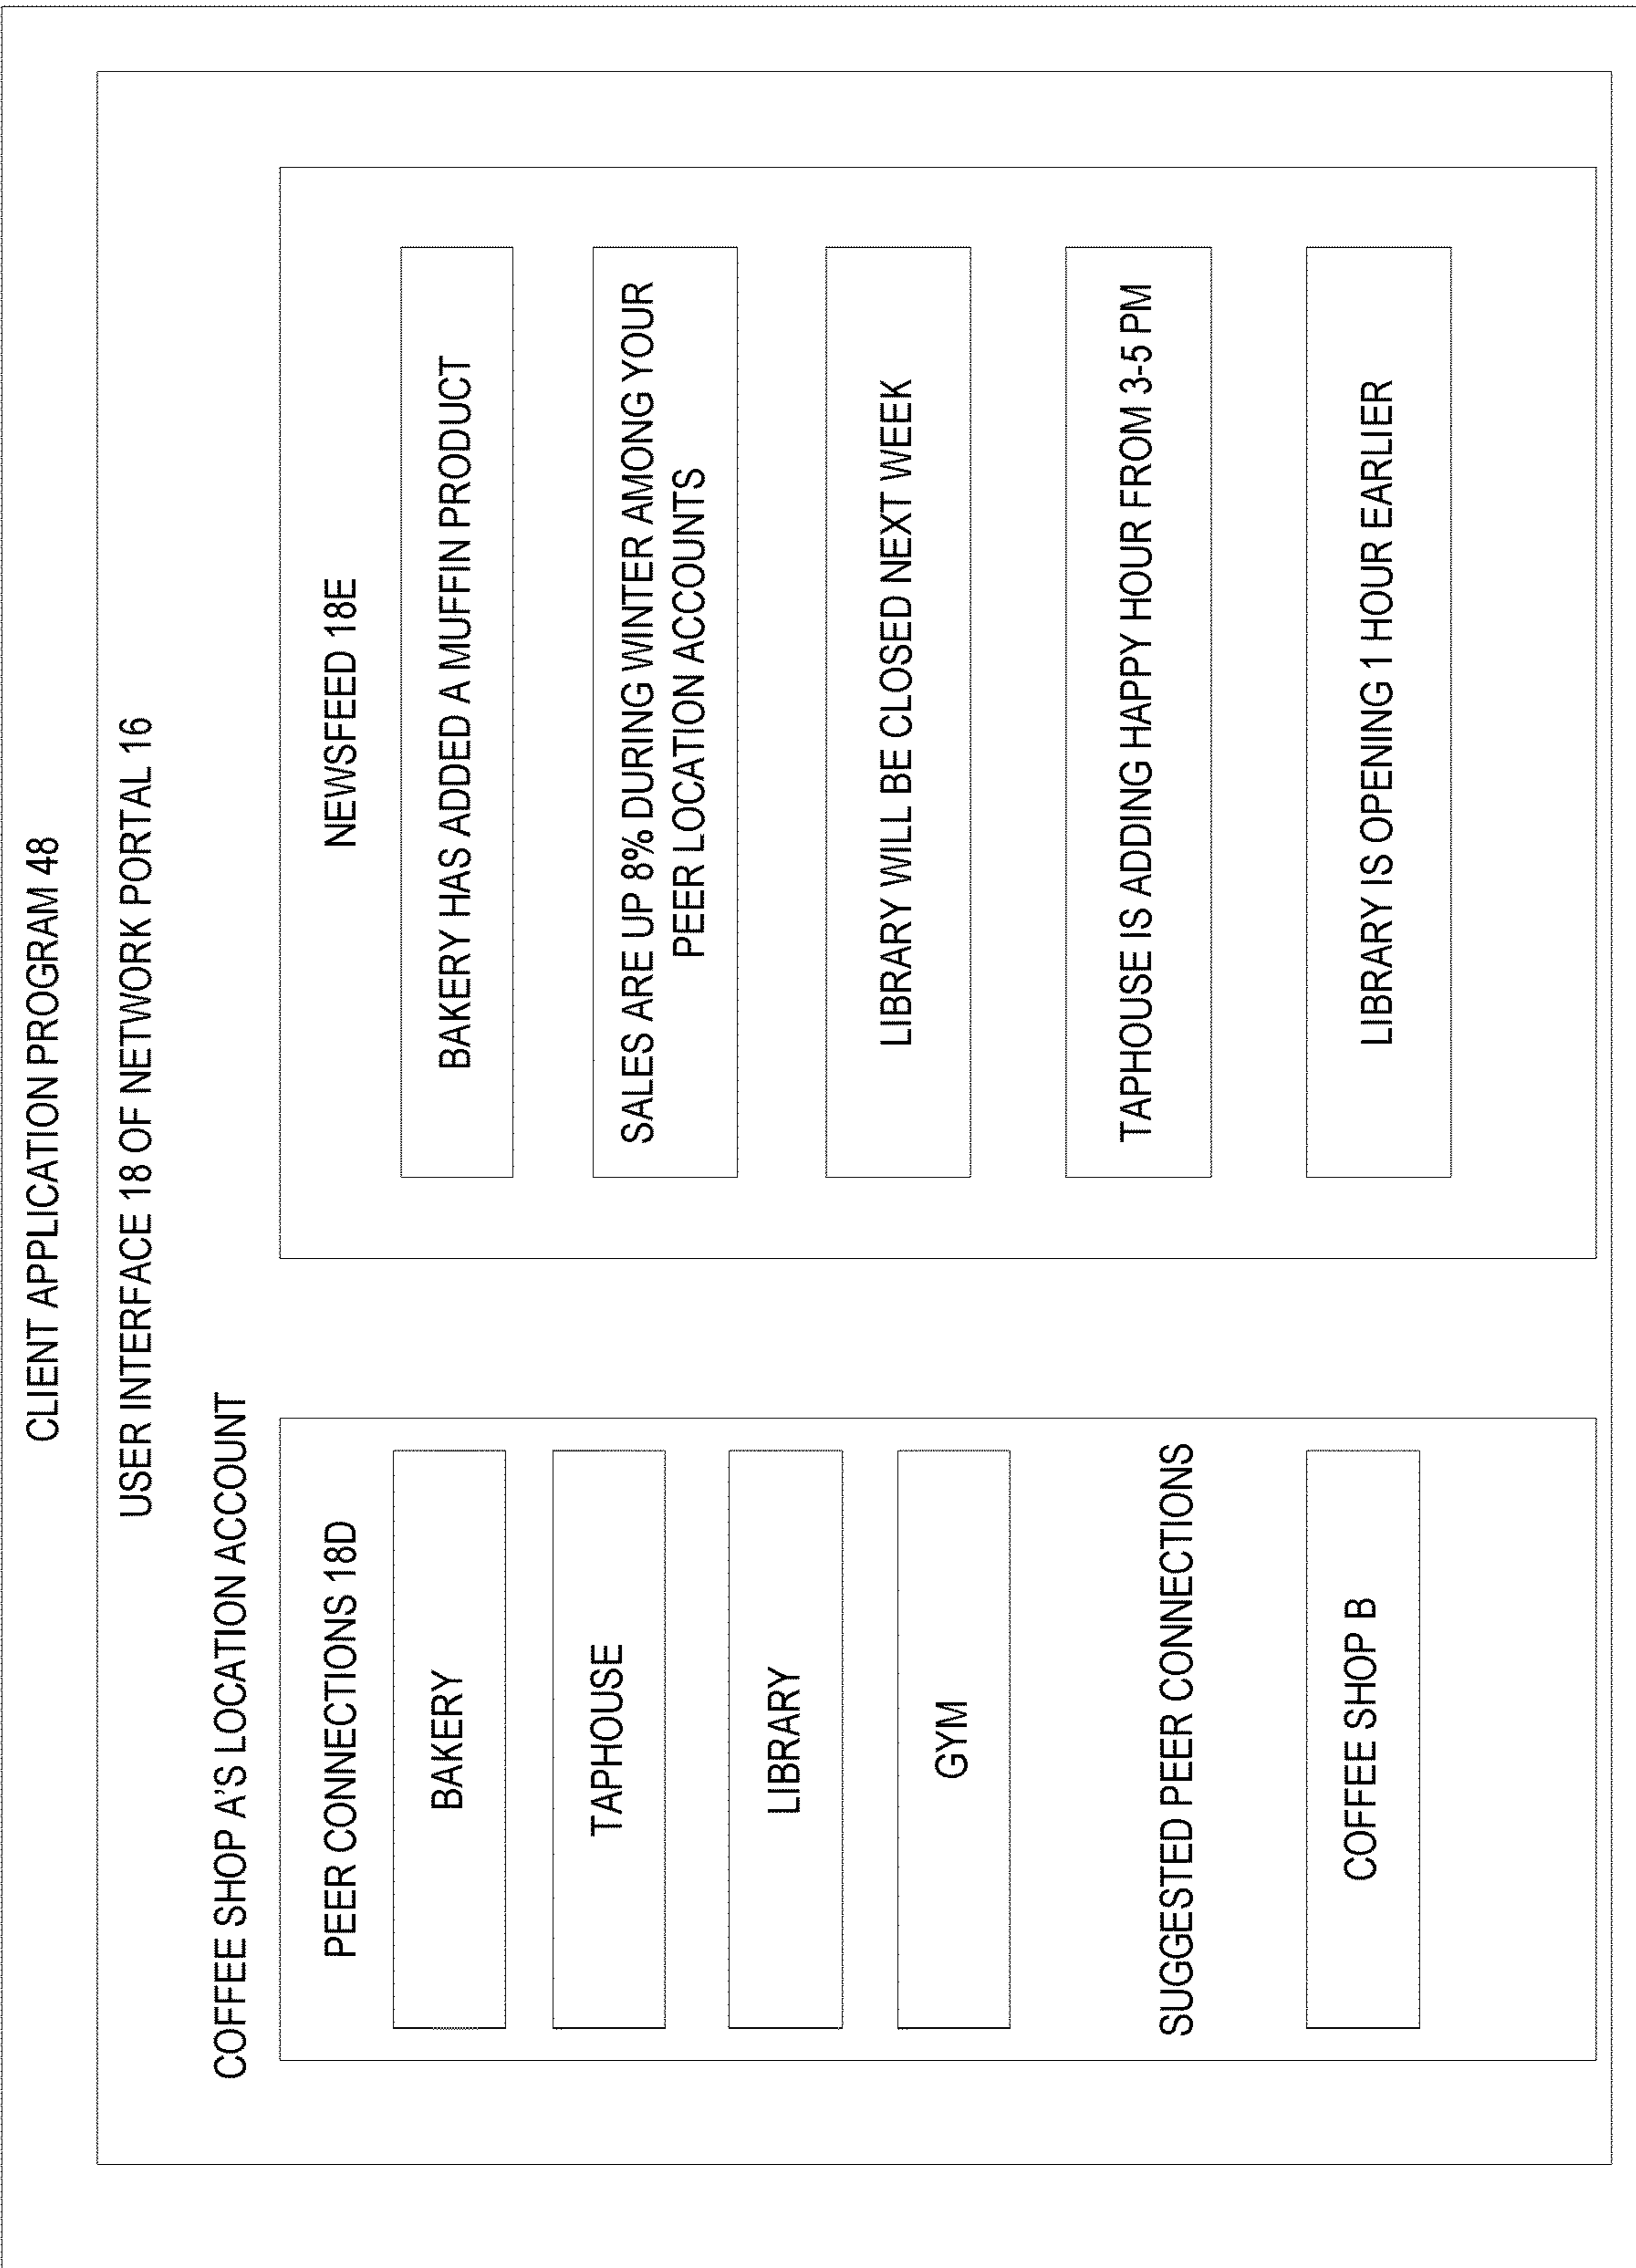 CLIENT APPLICATION PROGRAM 48
USER INTERFACE 18 OF NETWORK PORTAL 16
COFFEE SHOP A'S LOCATION ACCOUNT
PEER CONNECTIONS 18D
BAKERY
TAPHOUSE
LIBRARY
GYM
SUGGESTED PEER CONNECTIONS
COFFEE SHOP B
NEWSFEED 18E
BAKERY HAS ADDED A MUFFIN PRODUCT
SALES ARE UP 8% DURING WINTER AMONG YOUR
PEER LOCATION ACCOUNTS
LIBRARY WILL BE CLOSED NEXT WEEK
TAPHOUSE IS ADDING HAPPY HOUR FROM 3-5 PM
LIBRARY IS OPENING 1 HOUR EARLIER